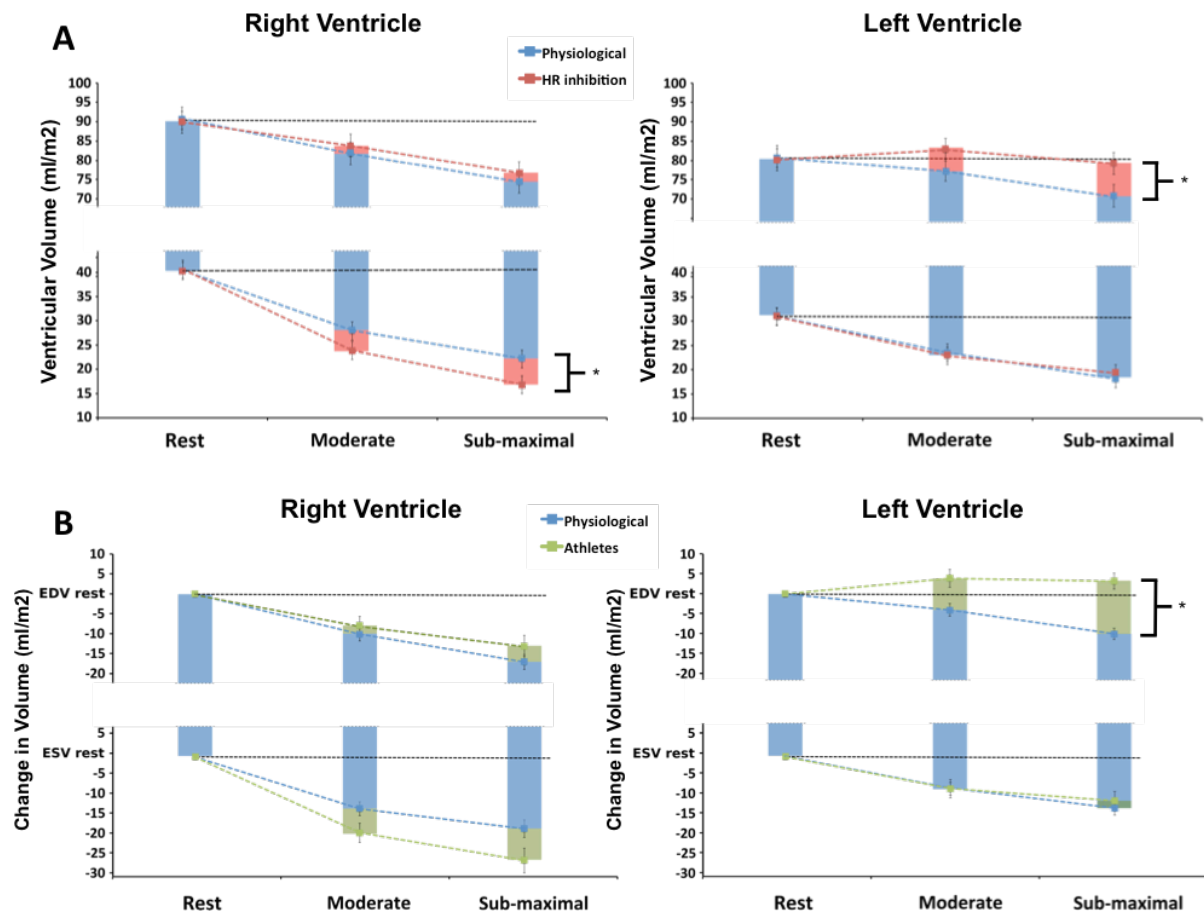 A
Right Ventricle
Left Ventricle
Physiological
HR inhibition
Ventricular Volume (ml/m2)
100
95
90
85
80
75
70
40
35
30
25
20
15
10
*
Rest
Moderate
Sub-maximal
Ventricular Volume (ml/m2)
100
95
90
85
80
75
70
40
35
30
25
20
15
10
*
Rest
Moderate
Sub-maximal
B
Right Ventricle
Left Ventricle
Physiological
Athletes
Change in Volume (ml/m2)
10
5
EDV rest
-5
-10
-15
-20
5
ESV rest
-5
-10
-15
-20
-25
-30
Rest
Moderate
Sub-maximal
Change in Volume (ml/m2)
10
5
EDV rest
-5
-10
-15
-20
5
ESV rest
-5
-10
-15
-20
-25
-30
*
Rest
Moderate
Sub-maximal